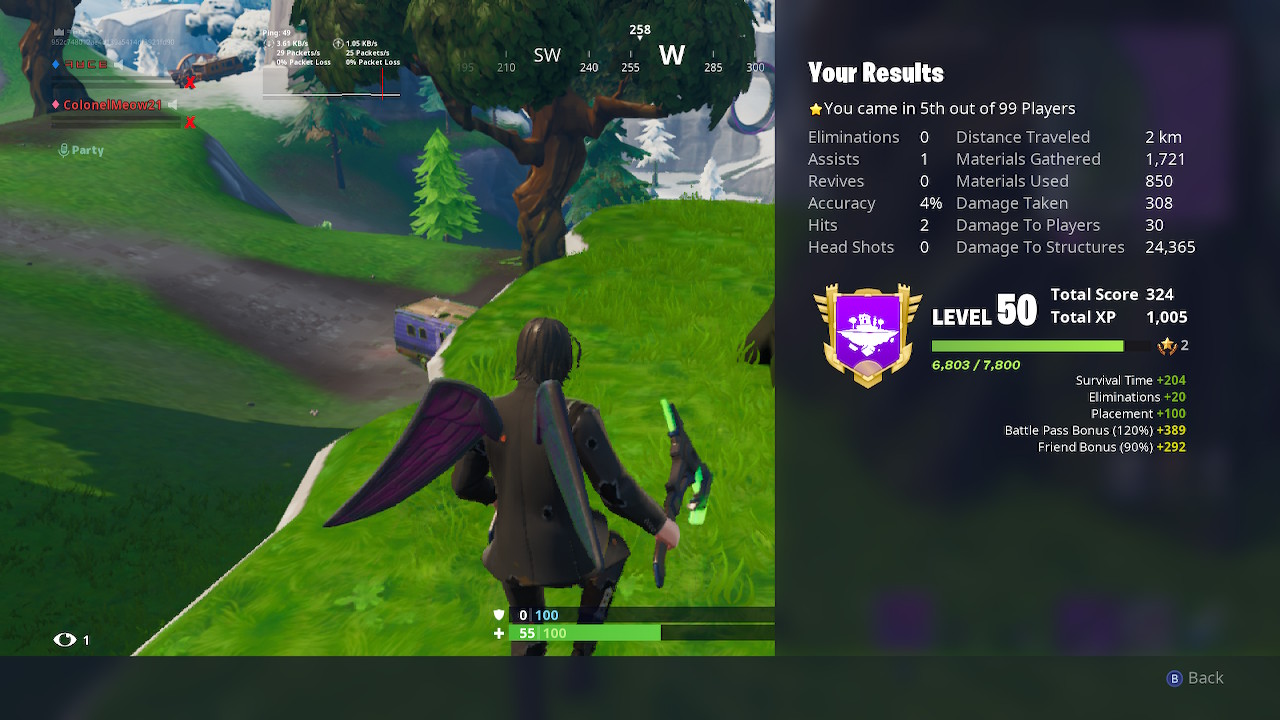 Ping: 49
3.61 KB/s 1.05 KB/s
29 Packets/s 25 Packets/s
0% Packet Loss 0% Packet Loss
258
195 210 SW 240 255 W 285 300
ColonelMeow21
Party
1
0 100
55 100
Your Results
You came in 5th out of 99 Players
Eliminations 0 Distance Traveled 2 km
Assists 1 Materials Gathered 1,721
Revives 0 Materials Used 850
Accuracy 4% Damage Taken 308
Hits 2 Damage To Players 30
Head Shots 0 Damage To Structures 24,365
LEVEL 50
Total Score 324
Total XP 1,005
2
6,803 / 7,800
Survival Time +204
Eliminations +20
Placement +100
Battle Pass Bonus (120%) +389
Friend Bonus (90%) +292
B Back